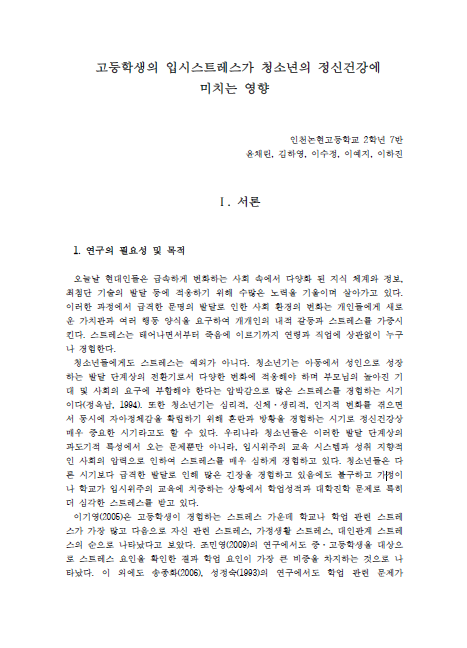 고등학생의 입시스트레스가 청소년의 정신건강에
미치는 영향
인천논현고등학교 2학년 7반
윤채린, 김하영, 이수정, 이예지, 이하진
Ⅰ. 서론
1. 연구의 필요성 및 목적
오늘날 현대인들은 급속하게 변화하는 사회 속에서 다양화 된 지식 체계와 정보,
최첨단 기술의 발달 등에 적응하기 위해 수많은 노력을 기울이며 살아가고 있다.
이러한 과정에서 급격한 문명의 발달로 인한 사회 환경의 변화는 개인들에게 새로
운 가치관과 여러 행동 양식을 요구하여 개개인의 내적 갈등과 스트레스를 가중시
킨다. 스트레스는 태어나면서부터 죽음에 이르기까지 연령과 직업에 상관없이 누구
나 경험한다.
청소년들에게도 스트레스는 예외가 아니다. 청소년기는 아동에서 성인으로 성장
하는 발달 단계상의 전환기로서 다양한 변화에 적응해야 하며 부모님의 높아진 기
대 및 사회의 요구에 부합해야 한다는 압박감으로 많은 스트레스를 경험하는 시기
이다(정옥남, 1994). 또한 청소년기는 심리적, 신체·생리적, 인지적 변화를 겪으면
서 동시에 자아정체감을 확립하기 위해 혼란과 방황을 경험하는 시기로 정신건강상
매우 중요한 시기라고도 할 수 있다. 우리나라 청소년들은 이러한 발달 단계상의
과도기적 특성에서 오는 문제뿐만 아니라, 입시위주의 교육 시스템과 성취 지향적
인 사회의 압력으로 인하여 스트레스를 매우 심하게 경험하고 있다. 청소년들은 다
른 시기보다 급격한 발달로 인해 많은 긴장을 경험하고 있음에도 불구하고 가정이
나 학교가 입시위주의 교육에 치중하는 상황에서 학업성적과 대학진학 문제로 특히
더 심각한 스트레스를 받고 있다.
이기영(2005)은 고등학생이 경험하는 스트레스 가운데 학교나 학업 관련 스트레
스가 가장 많고 다음으로 자신 관련 스트레스, 가정생활 스트레스, 대인관계 스트레
스의 순으로 나타났다고 보았다. 조민영(2009)의 연구에서도 중·고등학생을 대상으
로 스트레스 요인을 확인한 결과 학업 요인이 가장 큰 비중을 차지하는 것으로 나
타났다. 이 외에도 송종화(2006), 성정숙(1993)의 연구에서도 학업 관련 문제가